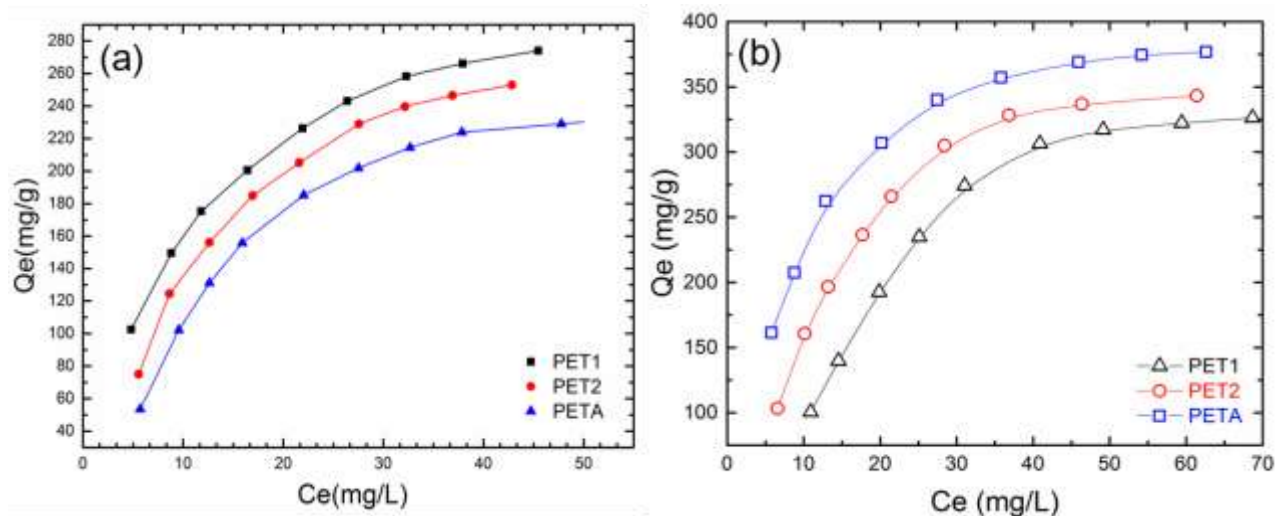 (a)
Qe(mg/g)
280
260
240
220
200
180
160
140
120
100
80
60
40
0 10 20 30 40 50
Ce(mg/L)
PET1
PET2
PETA
(b)
Qe (mg/g)
400
350
300
250
200
150
100
0 10 20 30 40 50 60 70
Ce (mg/L)
PET1
PET2
PETA